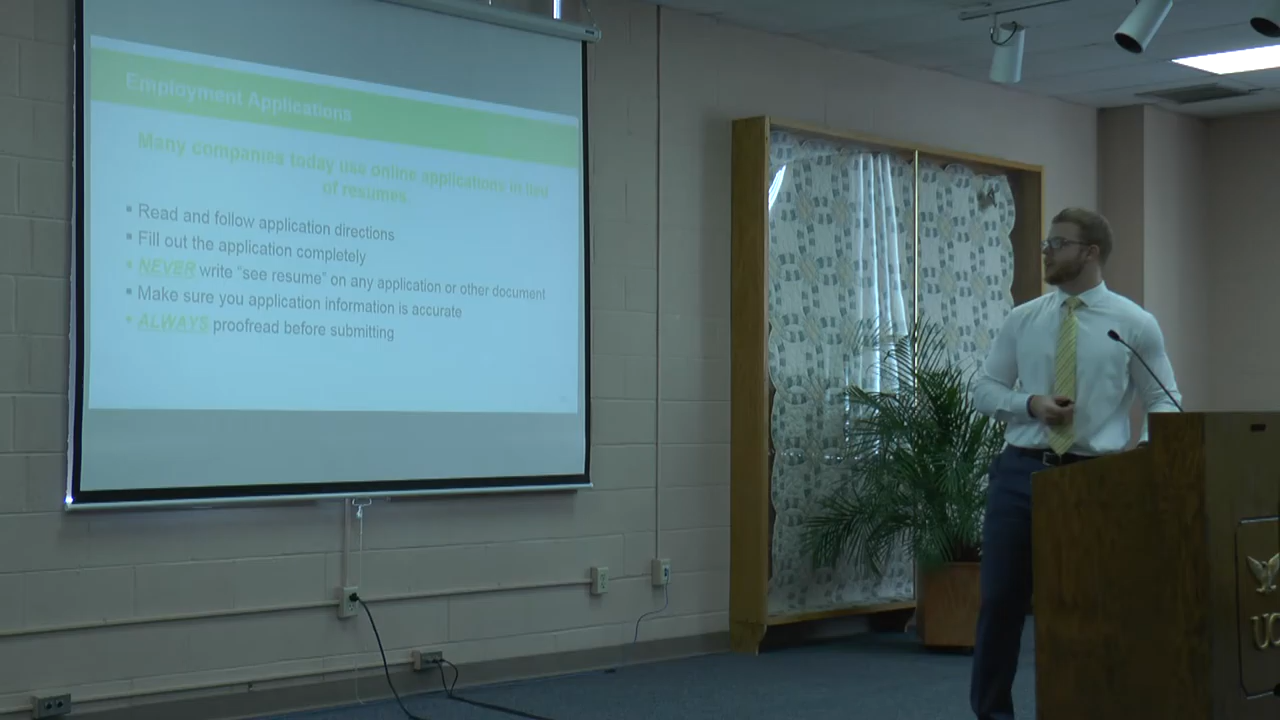 Employment Applications
Many companies today use online applications in lieu
of resumes.
▪ Read and follow application directions
▪ Fill out the application completely
▪ NEVER write "see resume" on any application or other document
▪ Make sure you application information is accurate
▪ ALWAYS proofread before submitting